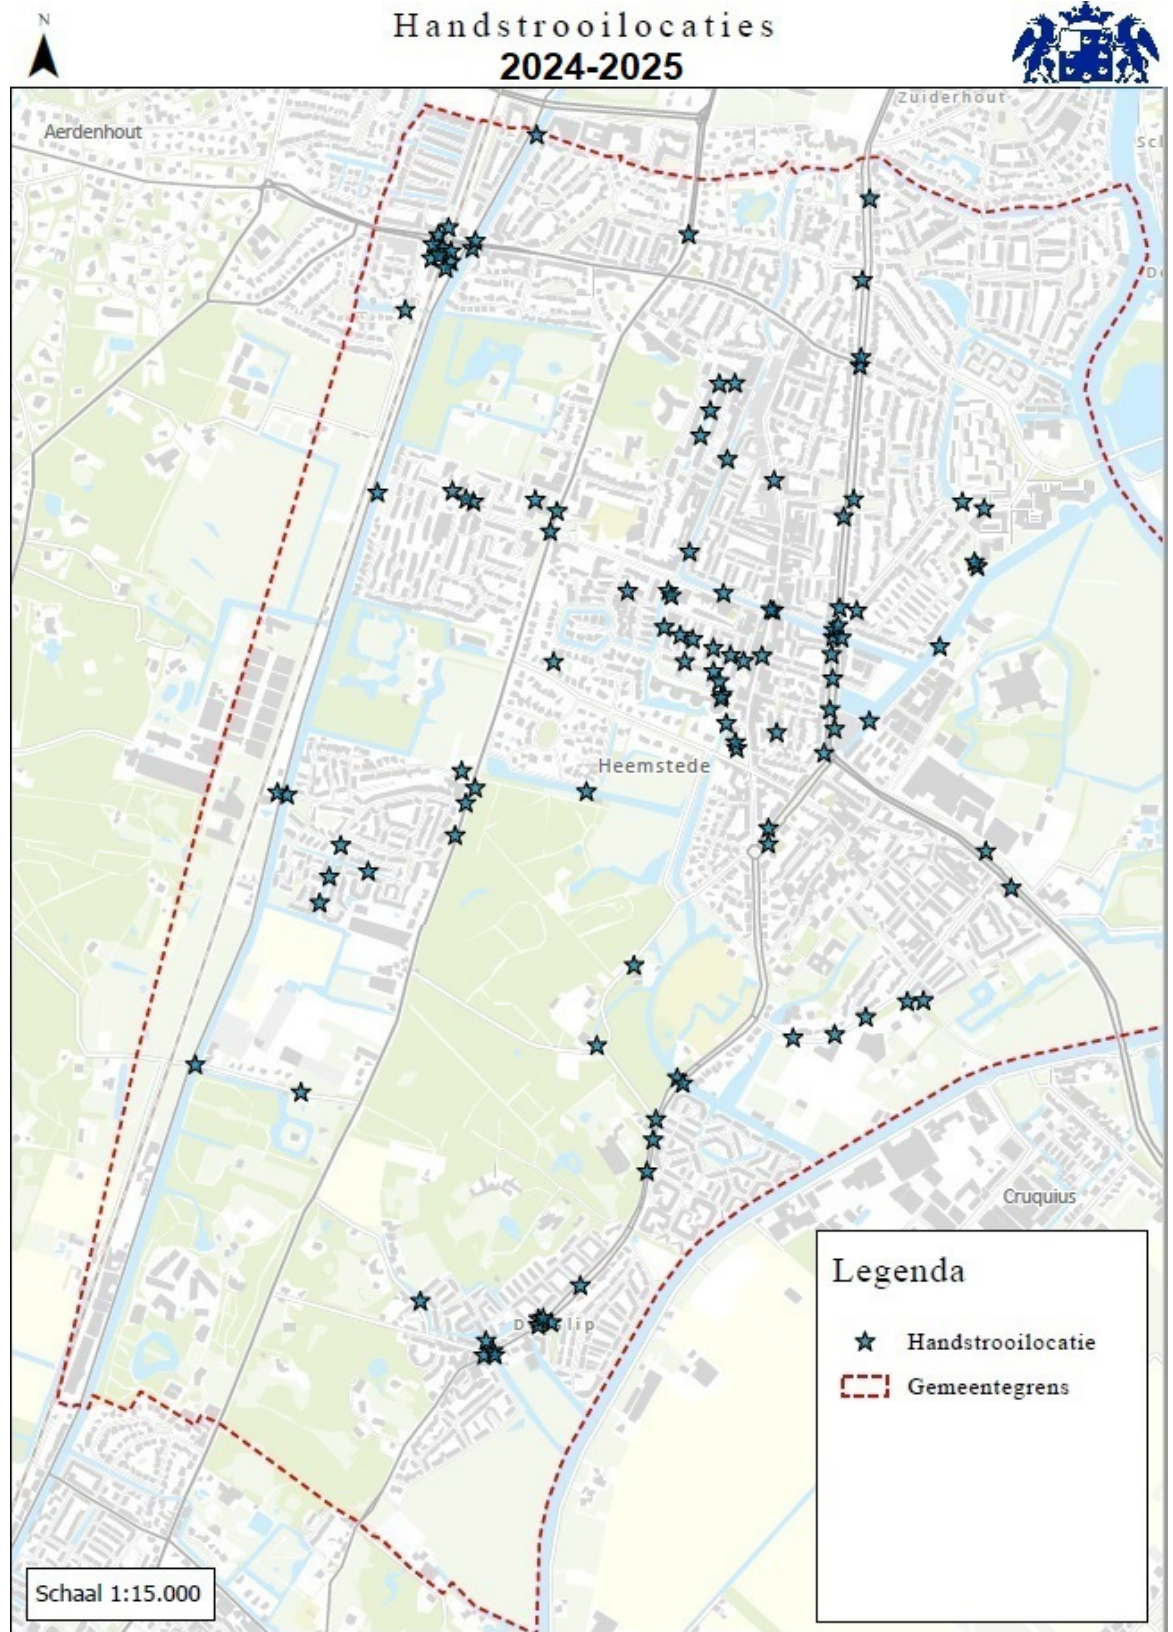 N
Handstrooilocaties
2024-2025
Zuiderhout
Aerdenhout
Heemstede
Cruquius
Legenda
Handstrooilocatie
Gemeentegrens
Schaal 1:15.000